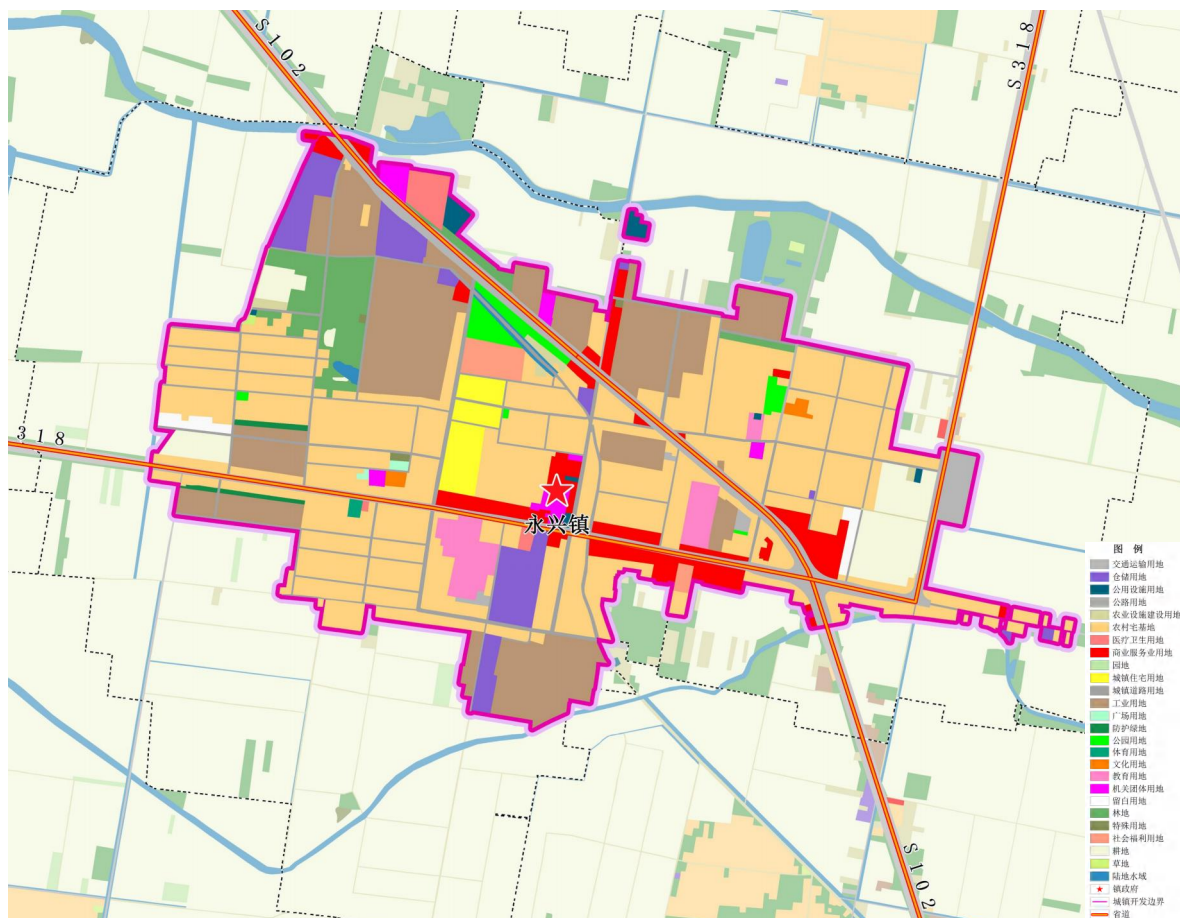 S102
S318
318
永兴镇
S102
图 例
交通运输用地
仓储用地
公用设施用地
公路用地
农业设施建设用地
农村宅基地
医疗卫生用地
商业服务业用地
园地
城镇住宅用地
城镇道路用地
工业用地
广场用地
防护绿地
公园用地
体育用地
文化用地
教育用地
机关团体用地
留白用地
林地
特殊用地
社会福利用地
耕地
草地
陆地水域
镇政府
城镇开发边界
省道